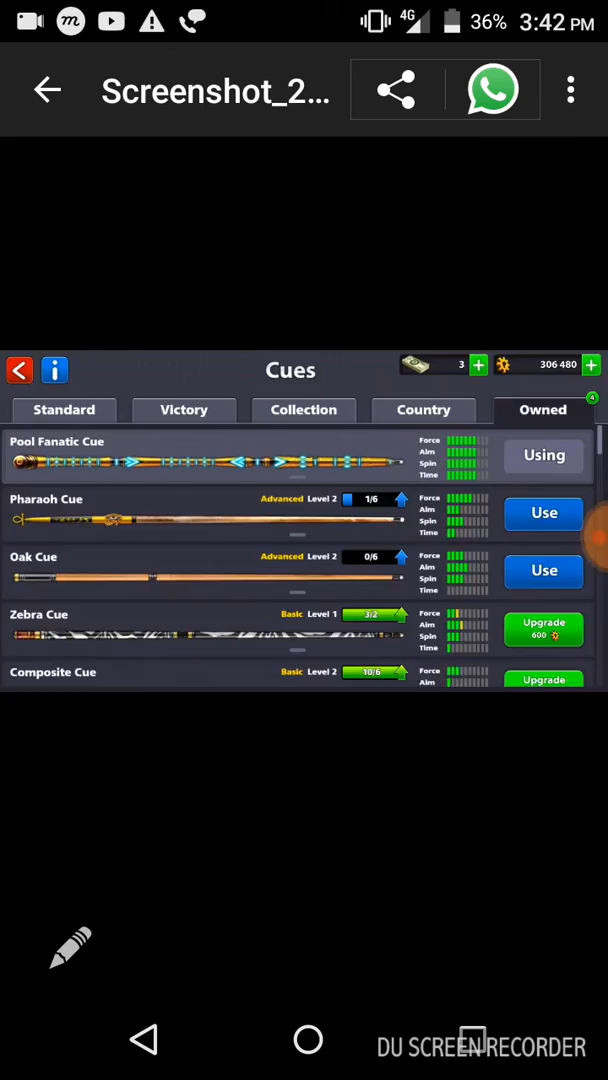 4G 36% 3:42 PM
Screenshot_2...
Cues
3
306 480
Standard
Victory
Collection
Country
Owned
4
Pool Fanatic Cue
Force
Aim
Spin
Time
Using
Pharaoh Cue
Advanced Level 2
1/6
Force
Aim
Spin
Time
Use
Oak Cue
Advanced Level 2
0/6
Force
Aim
Spin
Time
Use
Zebra Cue
Basic Level 1
3/2
Force
Aim
Spin
Time
Upgrade
600
Composite Cue
Basic Level 2
10/6
Force
Aim
Upgrade
DU SCREEN RECORDER